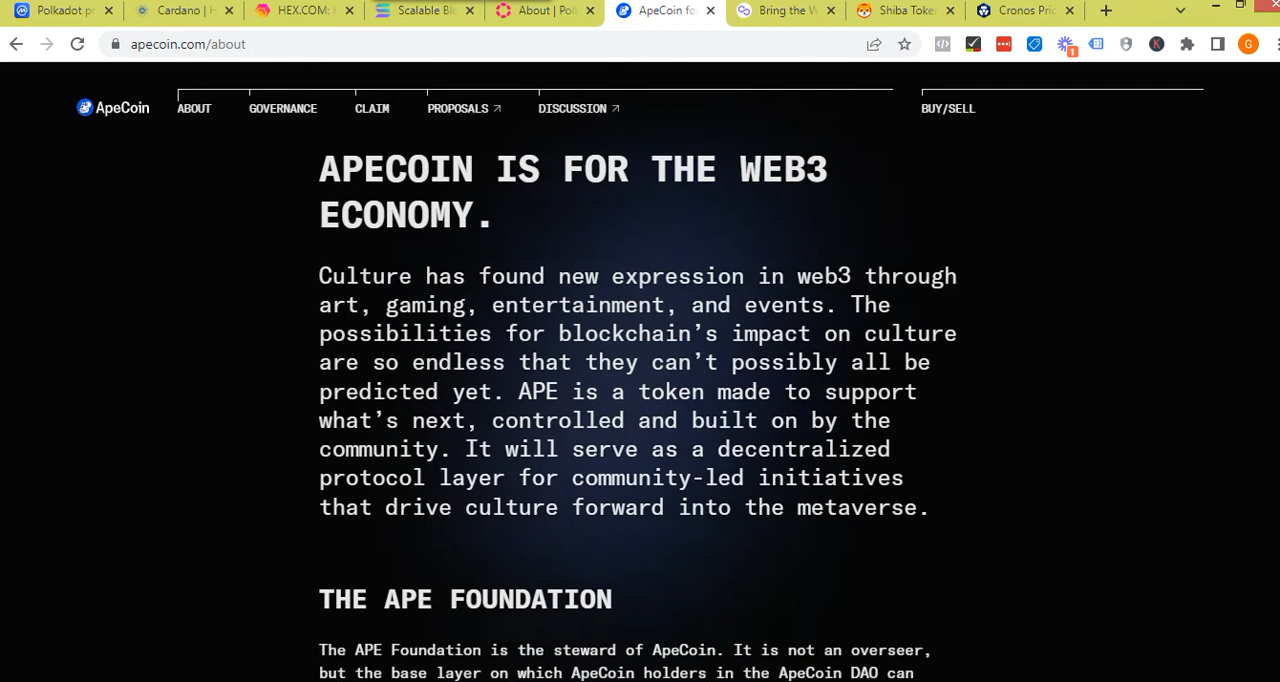 Polkadot pr
Cardano | H
HEX.COM:
Scalable Blo
About | Polk
ApeCoin fo
Bring the W
Shiba Token
Cronos Pric
apecoin.com/about
1
K
G
ApeCoin
ABOUT
GOVERNANCE
CLAIM
PROPOSALS
DISCUSSION
BUY/SELL
APECOIN IS FOR THE WEB3
ECONOMY.
Culture has found new expression in web3 through
art, gaming, entertainment, and events. The
possibilities for blockchain’s impact on culture
are so endless that they can’t possibly all be
predicted yet. APE is a token made to support
what’s next, controlled and built on by the
community. It will serve as a decentralized
protocol layer for community-led initiatives
that drive culture forward into the metaverse.
THE APE FOUNDATION
The APE Foundation is the steward of ApeCoin. It is not an overseer,
but the base layer on which ApeCoin holders in the ApeCoin DAO can